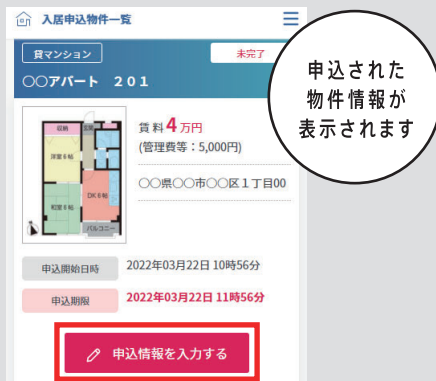 入居申込物件一覧
貸マンション
未完了
〇〇アパート 201
申込された
物件情報が
表示されます
収納
玄関
洋室6帖
和室6帖
DK6帖
バルコニー
賃料4万円
(管理費等：5,000円)
〇〇県〇〇市〇〇区1丁目00
申込開始日時
2022年03月22日 10時56分
申込期限
2022年03月22日 11時56分
申込情報を入力する